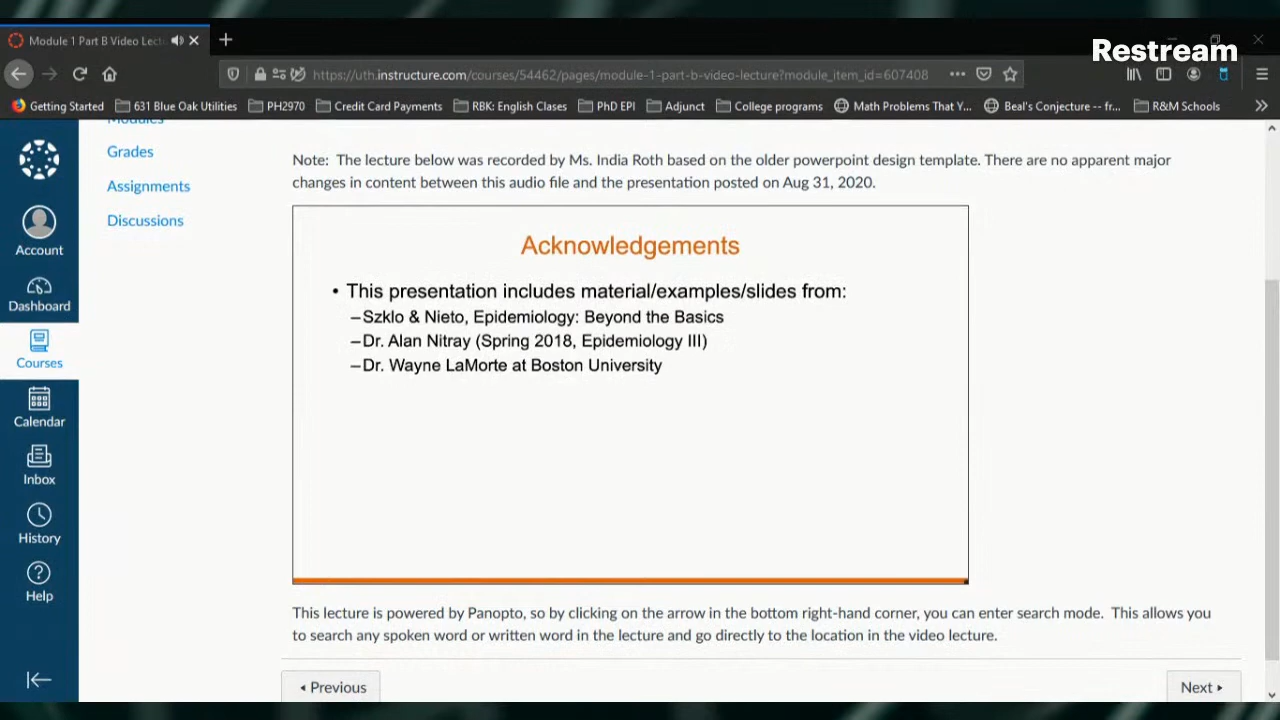 Module 1 Part B Video Lect
Restream
https://uth.instructure.com/courses/54462/pages/module-1-part-b-video-lecture?module_item_id=607408
Getting Started 631 Blue Oak Utilities PH2970 Credit Card Payments RBK: English Classes PhD EPI Adjunct College programs Math Problems That Y... Beal's Conjecture -- fr... R&M Schools
Modules
Grades
Assignments
Discussions
Account
Dashboard
Courses
Calendar
Inbox
History
Help
Note: The lecture below was recorded by Ms. India Roth based on the older powerpoint design template. There are no apparent major
changes in content between this audio file and the presentation posted on Aug 31, 2020.
Acknowledgements
• This presentation includes material/examples/slides from:
–Szklo & Nieto, Epidemiology: Beyond the Basics
–Dr. Alan Nitray (Spring 2018, Epidemiology III)
–Dr. Wayne LaMorte at Boston University
This lecture is powered by Panopto, so by clicking on the arrow in the bottom right-hand corner, you can enter search mode. This allows you
to search any spoken word or written word in the lecture and go directly to the location in the video lecture.
Previous
Next